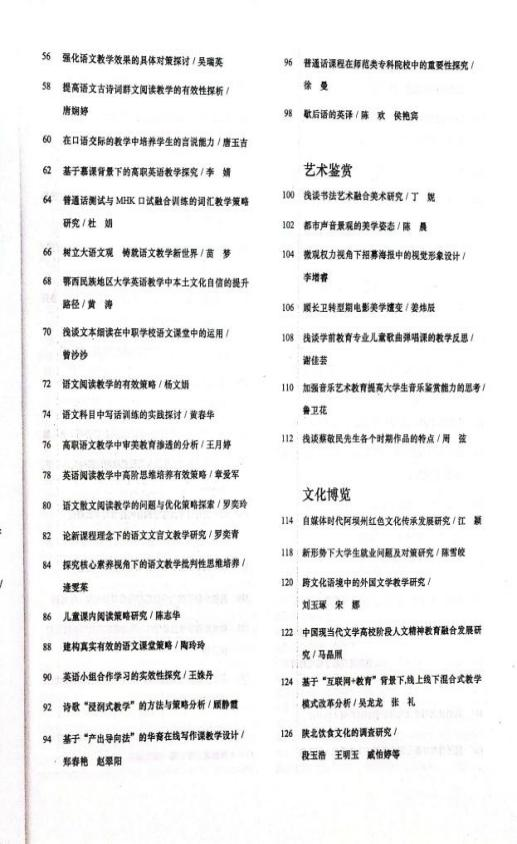 56 强化语文教学效果的具体对策探讨 / 吴瑞英
58 提高语文古诗词群文阅读教学的有效性探析 /
唐娴婷
60 在口语交际的教学中培养学生的言说能力 / 唐玉吉
62 基于慕课背景下的高职英语教学探究 / 李　婧
64 普通话测试与 MHK 口试融合训练的词汇教学策略
研究 / 杜　娟
66 树立大语文观　铸就语文教学新世界 / 苗　梦
68 鄂西民族地区大学英语教学中本土文化自信的提升
路径 / 黄　涛
70 浅谈文本细读在中职学校语文课堂中的运用 /
曾沙沙
72 语文阅读教学的有效策略 / 杨文娟
74 语文科目中写话训练的实践探讨 / 黄春华
76 高职语文教学中审美教育渗透的分析 / 王月婷
78 英语阅读教学中高阶思维培养有效策略 / 章爱军
80 语文散文阅读教学的问题与优化策略探索 / 罗奕玲
82 论新课程理念下的语文文言文教学研究 / 罗奕青
84 探究核心素养视角下的语文教学批判性思维培养 /
逄雯茱
86 儿童课内阅读策略研究 / 陈志华
88 建构真实有效的语文课堂策略 / 陶玲玲
90 英语小组合作学习的实效性探究 / 王姝丹
92 诗歌“浸润式教学”的方法与策略分析 / 顾静霞
94 基于“产出导向法”的华裔在线写作课教学设计 /
郑春艳　赵翠阳
96 普通话课程在师范类专科院校中的重要性探究 /
徐　曼
98 歇后语的英译 / 陈　欢　侯艳宾
艺术鉴赏
100 浅谈书法艺术融合美术研究 / 丁　妮
102 都市声音景观的美学姿态 / 陈　晨
104 微观权力视角下招募海报中的视觉形象设计 /
李增睿
106 顾长卫转型期电影美学嬗变 / 姜炜辰
108 浅谈学前教育专业儿童歌曲弹唱课的教学反思 /
谢佳芸
110 加强音乐艺术教育提高大学生音乐鉴赏能力的思考 /
鲁卫花
112 浅谈蔡敬民先生各个时期作品的特点 / 周　弦
文化博览
114 自媒体时代阿坝州红色文化传承发展研究 / 江　颖
118 新形势下大学生就业问题及对策研究 / 陈雪皎
120 跨文化语境中的外国文学教学研究 /
刘玉琢　宋　娜
122 中国现当代文学高校阶段人文精神教育融合发展研
究 / 马晶照
124 基于“互联网+教育”背景下,线上线下混合式教学
模式改革分析 / 吴龙龙　张　礼
126 陕北饮食文化的调查研究 /
段玉浩　王明玉　戚怡婷等